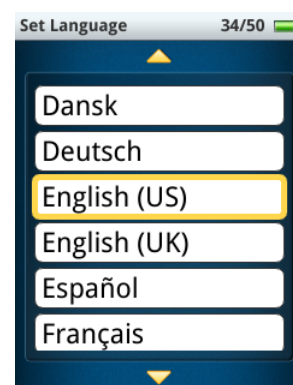 Set Language 34/50
Dansk
Deutsch
English (US)
English (UK)
Español
Français